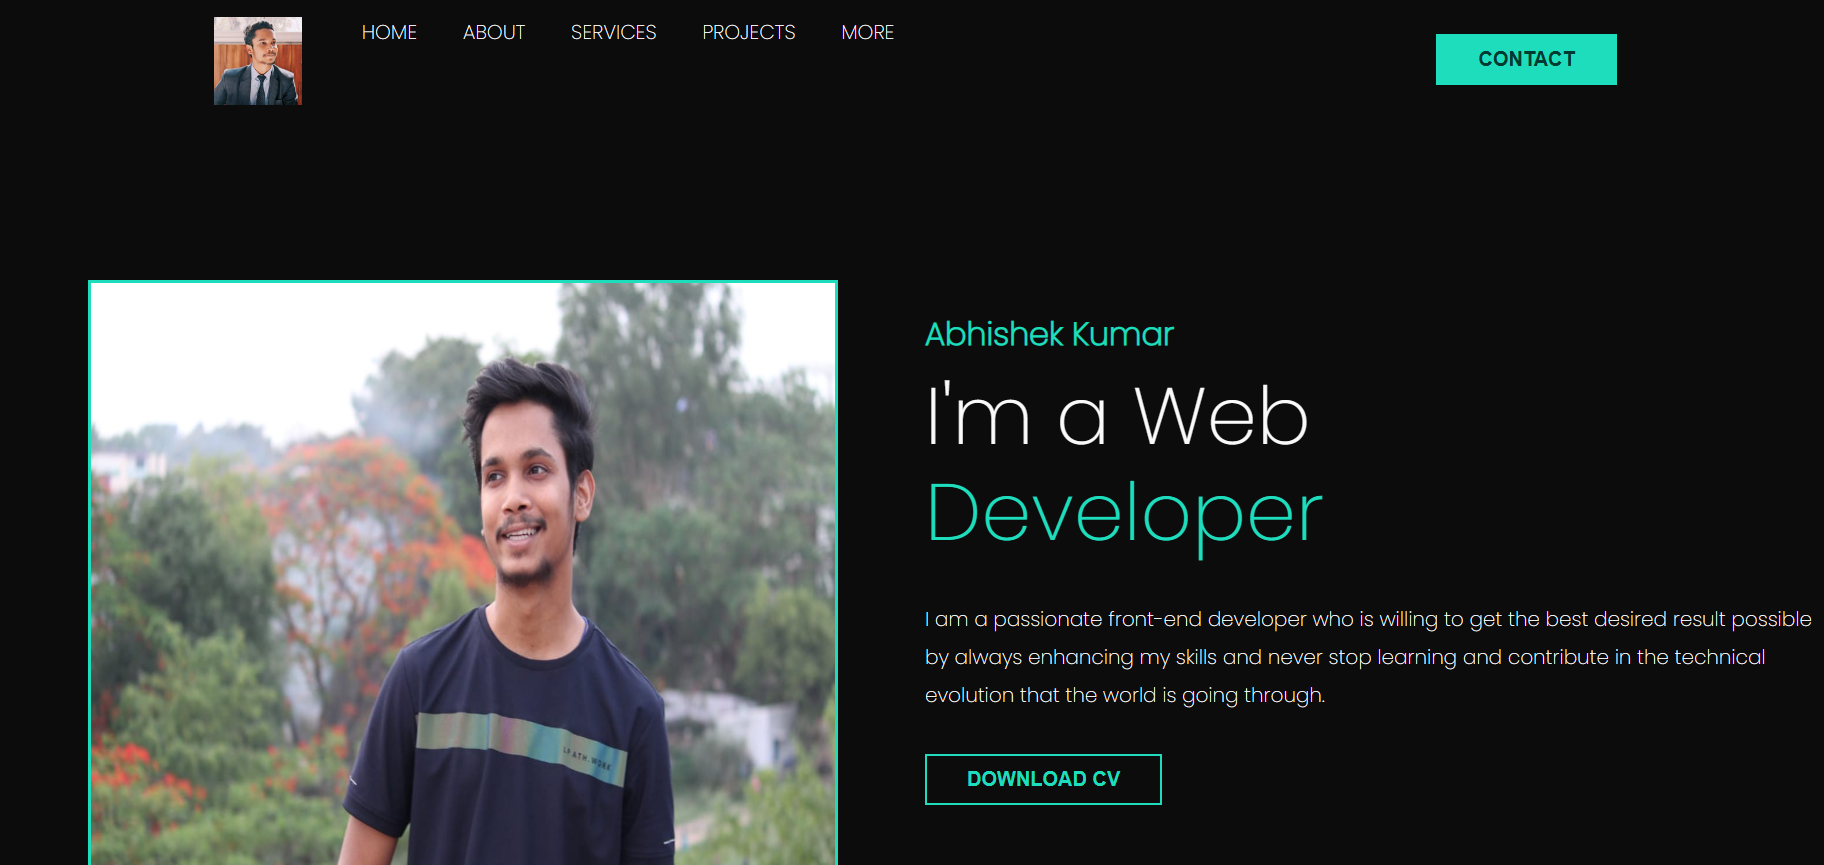 HOME ABOUT SERVICES PROJECTS MORE
CONTACT
Abhishek Kumar
I'm a Web
Developer
I am a passionate front-end developer who is willing to get the best desired result possible
by always enhancing my skills and never stop learning and contribute in the technical
evolution that the world is going through.
DOWNLOAD CV